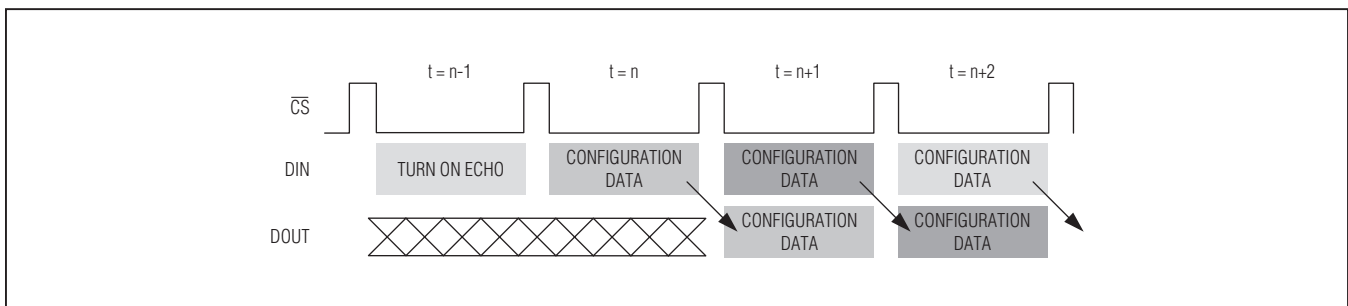 t = n-1 t = n t = n+1 t = n+2
CS
DIN TURN ON ECHO CONFIGURATION DATA CONFIGURATION DATA CONFIGURATION DATA
DOUT CONFIGURATION DATA CONFIGURATION DATA